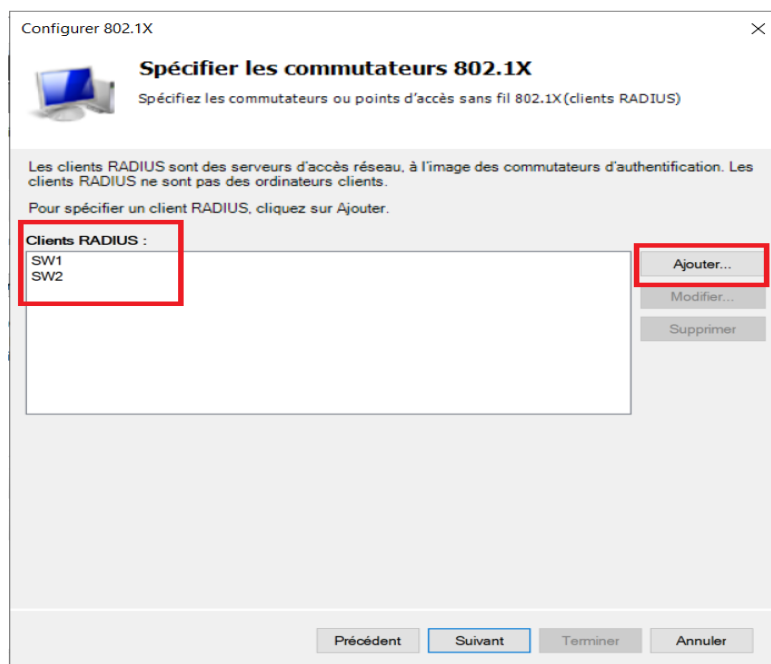 Configurer 802.1X
Spécifier les commutateurs 802.1X
Spécifiez les commutateurs ou points d'accès sans fil 802.1X(clients RADIUS)
Les clients RADIUS sont des serveurs d'accès réseau, à l'image des commutateurs d'authentification. Les
clients RADIUS ne sont pas des ordinateurs clients.
Pour spécifier un client RADIUS, cliquez sur Ajouter.
Clients RADIUS :
SW1
SW2
Ajouter...
Modifier...
Supprimer
Précédent
Suivant
Terminer
Annuler